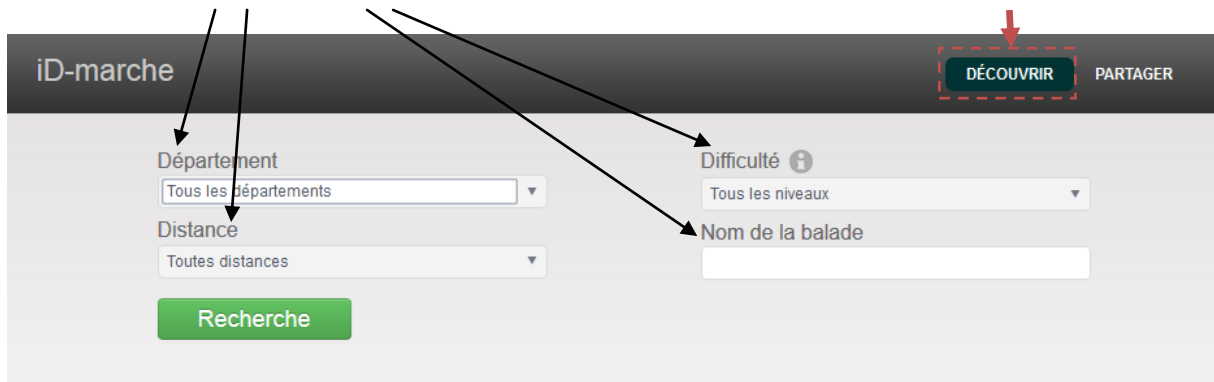 iD-marche
DÉCOUVRIR PARTAGER
Département
Tous les départements
Distance
Toutes distances
Difficulté
Tous les niveaux
Nom de la balade
Recherche